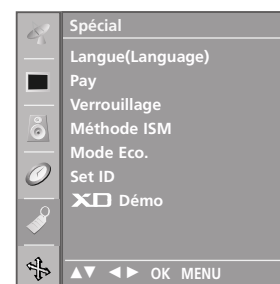 Spécial
Langue(Language)
Pay
Verrouillage
Méthode ISM
Mode Eco.
Set ID
XD Démo
▲▼ ◄► OK MENU